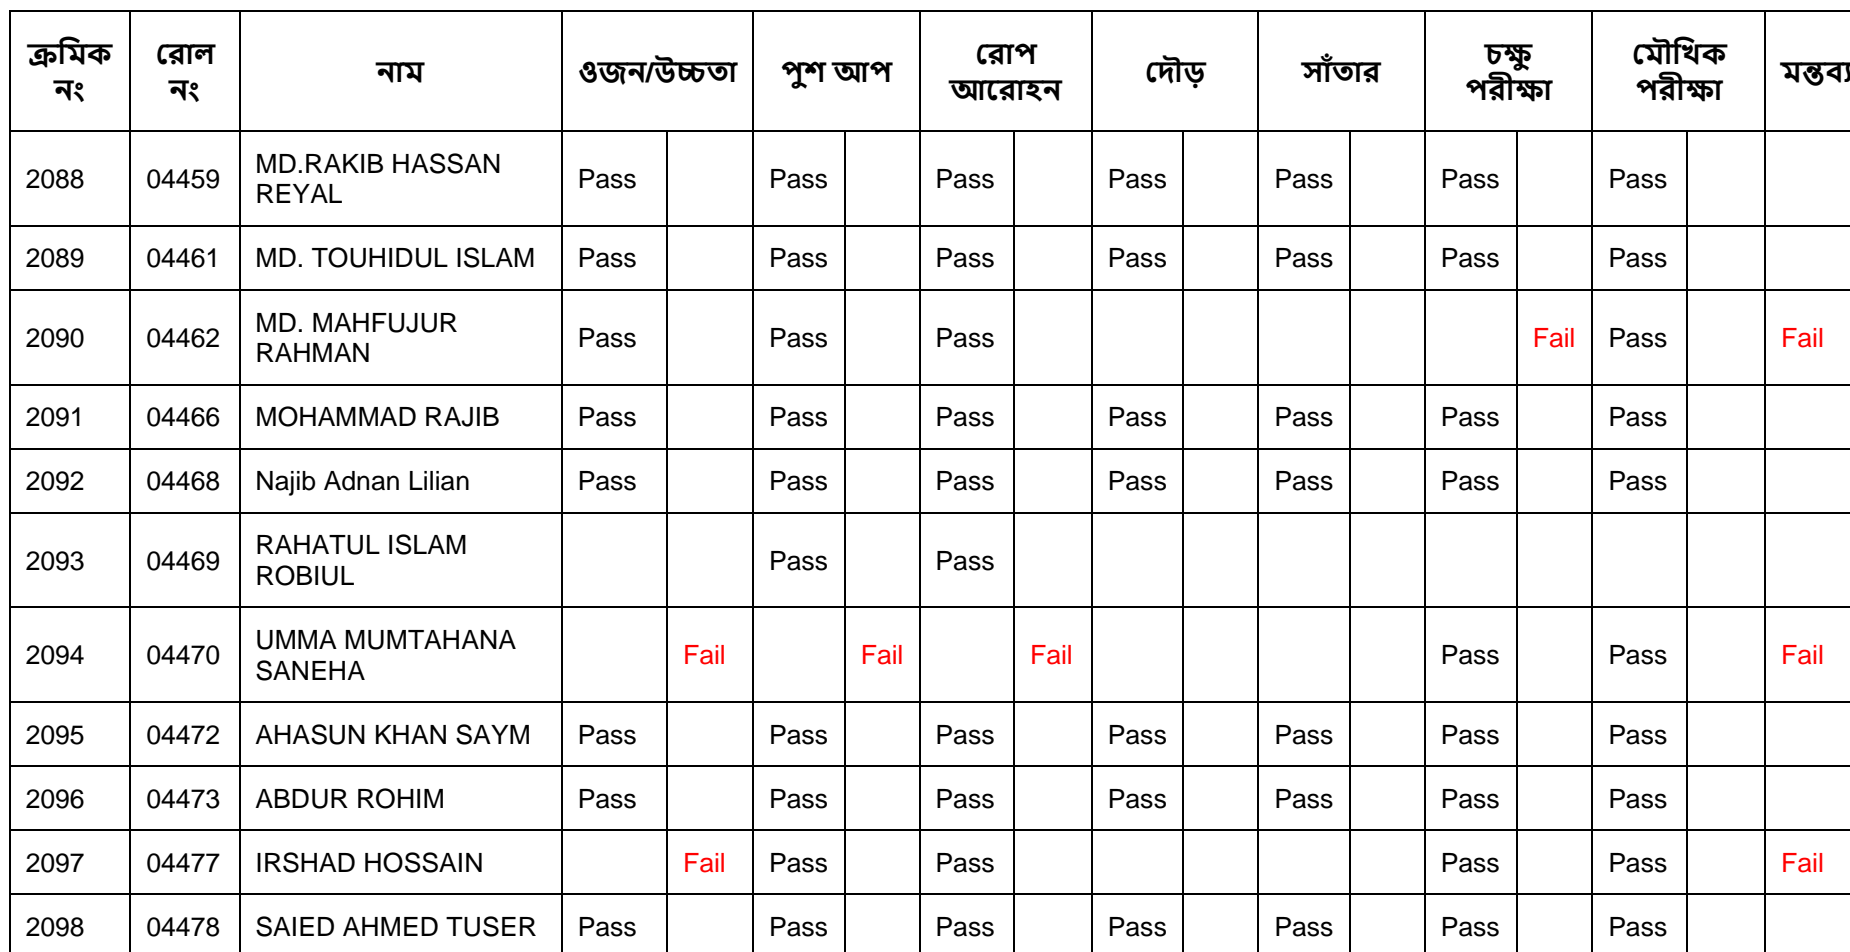 ক্রমিক নং রোল নং নাম ওজন/উচ্চতা পুশ আপ রোপ আরোহন দৌড় সাঁতার চক্ষু পরীক্ষা মৌখিক পরীক্ষা মন্তব্য
2088 04459 MD.RAKIB HASSAN REYAL Pass Pass Pass Pass Pass Pass Pass
2089 04461 MD. TOUHIDUL ISLAM Pass Pass Pass Pass Pass Pass Pass
2090 04462 MD. MAHFUJUR RAHMAN Pass Pass Pass Fail Pass Fail
2091 04466 MOHAMMAD RAJIB Pass Pass Pass Pass Pass Pass Pass
2092 04468 Najib Adnan Lilian Pass Pass Pass Pass Pass Pass Pass
2093 04469 RAHATUL ISLAM ROBIUL Pass Pass
2094 04470 UMMA MUMTAHANA SANEHA Fail Fail Fail Pass Pass Fail
2095 04472 AHASUN KHAN SAYM Pass Pass Pass Pass Pass Pass Pass
2096 04473 ABDUR ROHIM Pass Pass Pass Pass Pass Pass Pass
2097 04477 IRSHAD HOSSAIN Fail Pass Pass Pass Pass Fail
2098 04478 SAIED AHMED TUSER Pass Pass Pass Pass Pass Pass Pass